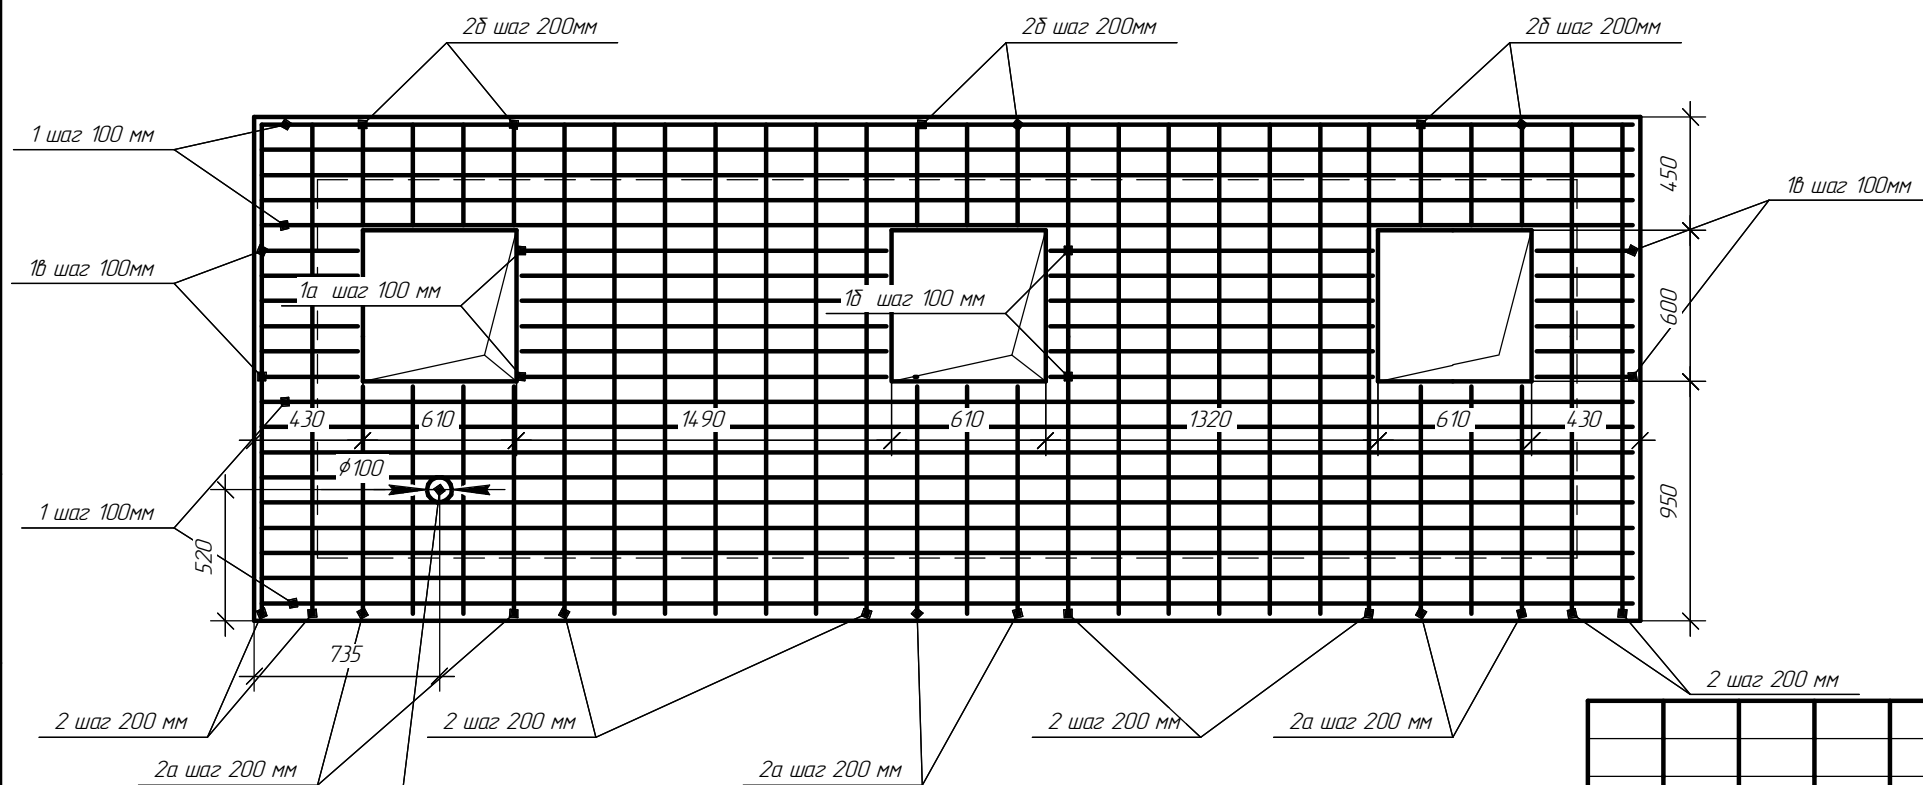 2б шаг 200мм
2б шаг 200мм
2б шаг 200мм
1 шаг 100 мм
450
1в шаг 100мм
1в шаг 100мм
1а шаг 100 мм
1б шаг 100 мм
600
430
610
1490
610
1320
610
430
ϕ100
1 шаг 100мм
950
520
735
2 шаг 200 мм
2 шаг 200 мм
2 шаг 200 мм
2 шаг 200 мм
2а шаг 200 мм
2а шаг 200 мм
2а шаг 200 мм